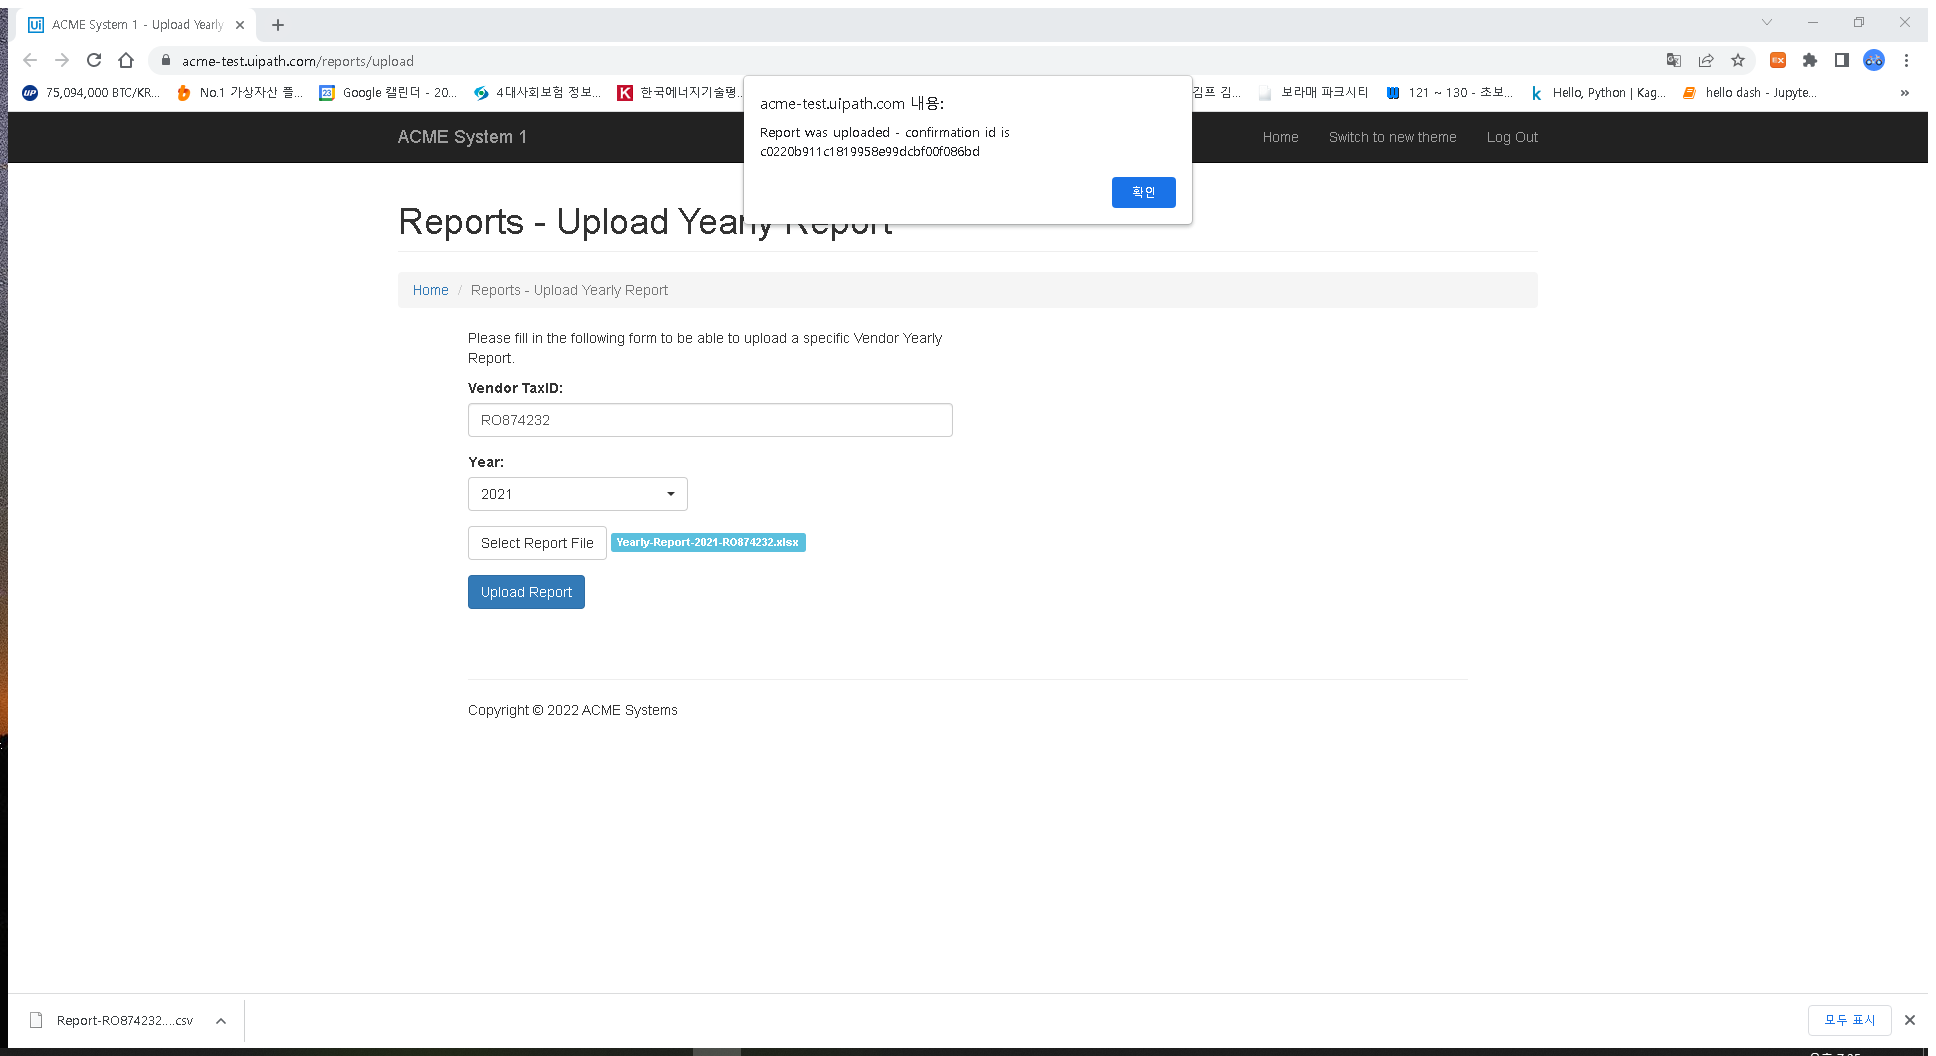 ACME System 1 - Upload Yearly
acme-test.uipath.com/reports/upload
75,094,000 BTC/KR...
No.1 가상자산 플...
Google 캘린더 - 20...
4대사회보험 정보...
한국에너지기술평...
김프 김...
보라매 파크시티
121 ~ 130 - 초보...
Hello, Python | Kag...
hello dash - Jupyte...
»
acme-test.uipath.com 내용:
Report was uploaded - confirmation id is
c0220b911c1819958e99dcbf00f086bd
확인
ACME System 1
Home
Switch to new theme
Log Out
Reports - Upload Yearly Report
Home / Reports - Upload Yearly Report
Please fill in the following form to be able to upload a specific Vendor Yearly
Report.
Vendor TaxID:
RO874232
Year:
2021
Select Report File
Yearly-Report-2021-RO874232.xlsx
Upload Report
Copyright © 2022 ACME Systems
Report-RO874232....csv
모두 표시